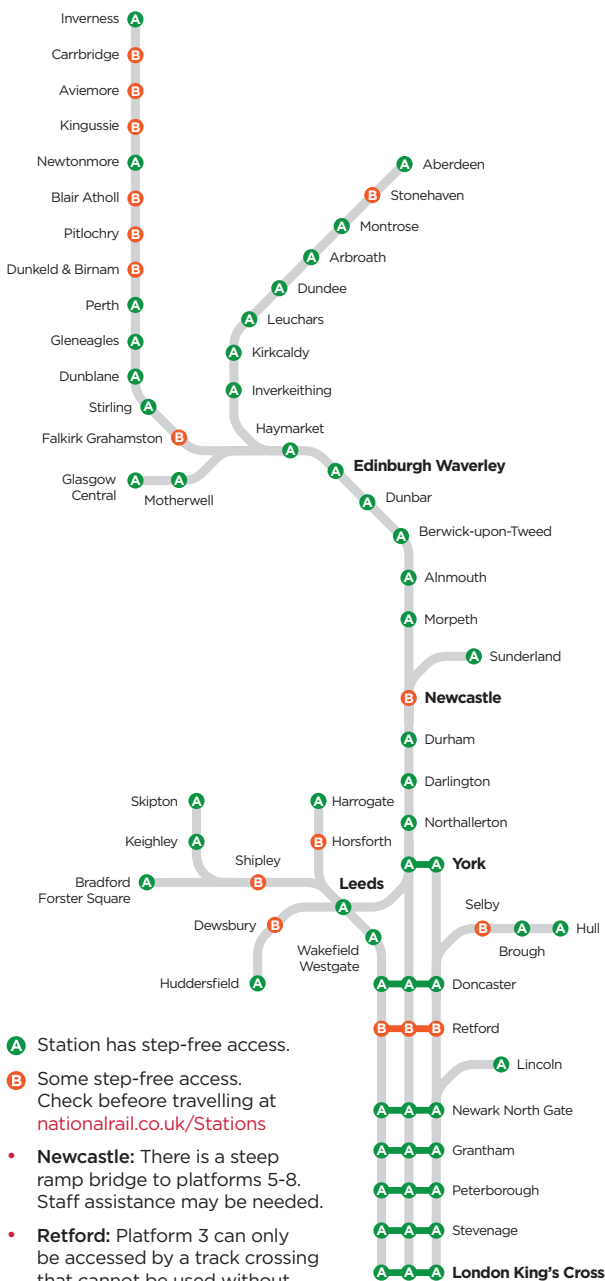 Inverness A
Carrbridge B
Aviemore B
Kingussie B
Newtonmore A
Blair Atholl B
Pitlochry B
Dunkeld & Birnam B
Perth A
Gleneagles A
Dunblane A
Stirling A
Falkirk Grahamston B
Glasgow
Central A
A
Motherwell
A Aberdeen
B Stonehaven
A Montrose
A Arbroath
A Dundee
A Leuchars
A Kirkcaldy
A Inverkeithing
Haymarket
A
A Edinburgh Waverley
A Dunbar
A Berwick-upon-Tweed
A Alnmouth
A Morpeth
A Sunderland
B Newcastle
A Durham
A Darlington
A Northallerton
A A York
Skipton A
Keighley A
Shipley
B
Bradford
Forster Square A
A Harrogate
B Horsforth
Leeds
A
Dewsbury B
Huddersfield A
A
Wakefield
Westgate
Selby
B
A
Brough
A Hull
A A A Doncaster
B B B Retford
A Lincoln
A A A Newark North Gate
A A A Grantham
A A A Peterborough
A A A Stevenage
A A A London King's Cross
A Station has step-free access.
B Some step-free access.
Check befeore travelling at
nationalrail.co.uk/Stations
• Newcastle: There is a steep
ramp bridge to platforms 5-8.
Staff assistance may be needed.
• Retford: Platform 3 can only
be accessed by a track crossing
that cannot be used without